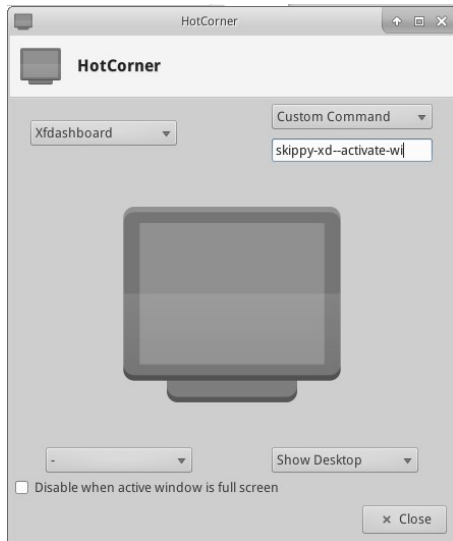 HotCorner
HotCorner
Xfdashboard
Custom Command
skippy-xd--activate-wi
-
Show Desktop
Disable when active window is full screen
Close